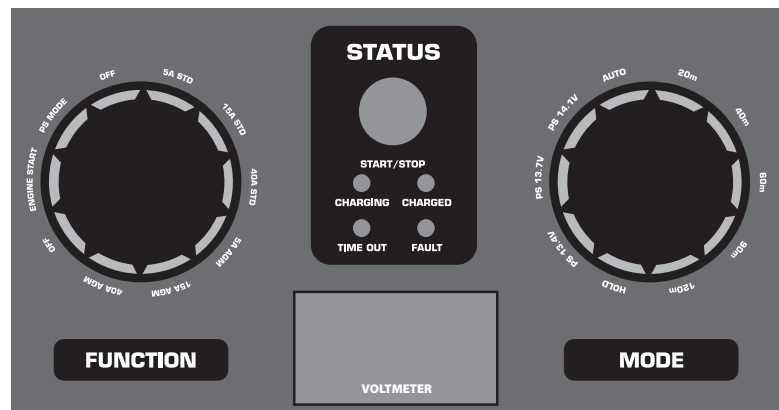 OFF
5A STD
15A STD
40A STD
5A AGM
15A AGM
40A AGM
OFF
ENGINE START
PS MODE
FUNCTION
STATUS
START/STOP
CHARGING CHARGED
TIME OUT FAULT
VOLTMETER
AUTO
20m
40m
60m
90m
120m
HOLD
PS 13.4V
PS 13.7V
PS 14.1V
MODE